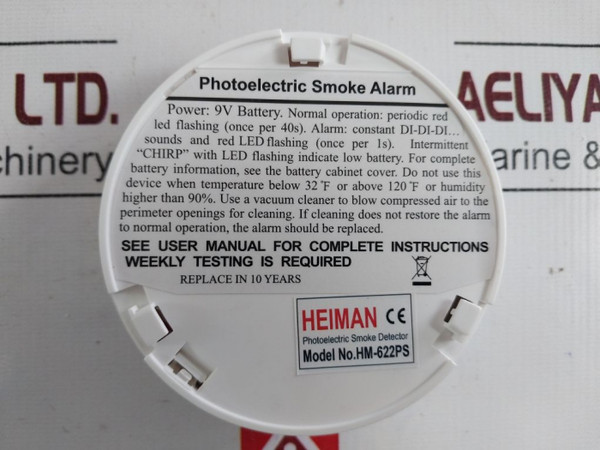 LTD.
AELIYA
chinery
arine &
Photoelectric Smoke Alarm
Power: 9V Battery. Normal operation: periodic red
led flashing (once per 40s). Alarm: constant DI-DI-DI...
sounds and red LED flashing (once per 1s). Intermittent
“CHIRP” with LED flashing indicate low battery. For complete
battery information, see the battery cabinet cover. Do not use this
device when temperature below 32℉ or above 120℉ or humidity
higher than 90%. Use a vacuum cleaner to blow compressed air to the
perimeter openings for cleaning. If cleaning does not restore the alarm
to normal operation, the alarm should be replaced.
SEE USER MANUAL FOR COMPLETE INSTRUCTIONS
WEEKLY TESTING IS REQUIRED
REPLACE IN 10 YEARS
HEIMAN CE
Photoelectric Smoke Detector
Model No.HM-622PS